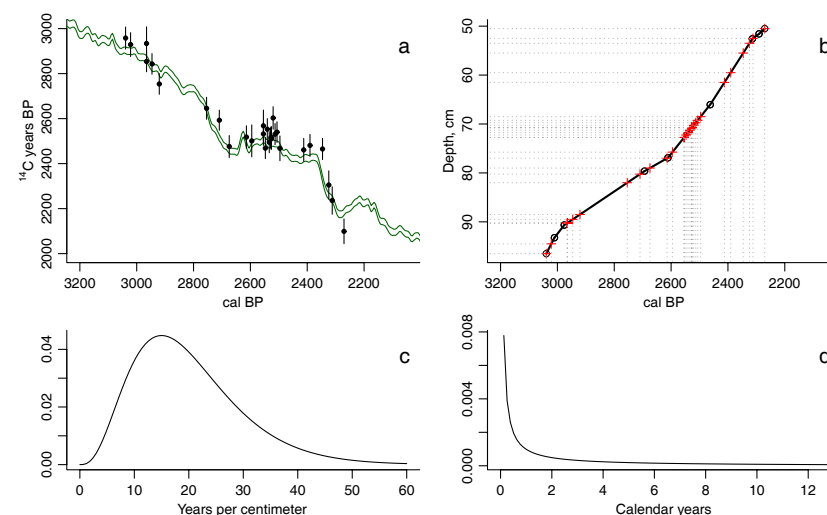 a
¹⁴C years BP
3000
2800
2600
2400
2200
2000
3200 3000 2800 2600 2400 2200
cal BP
b
Depth, cm
50
60
80
90
3200 3000 2800 2600 2400 2200
cal BP
c
0.04
0.02
0.00
0 10 20 30 40 50 60
Years per centimeter
d
0.008
0.004
0.000
0 2 4 6 8 10 12
Calendar years